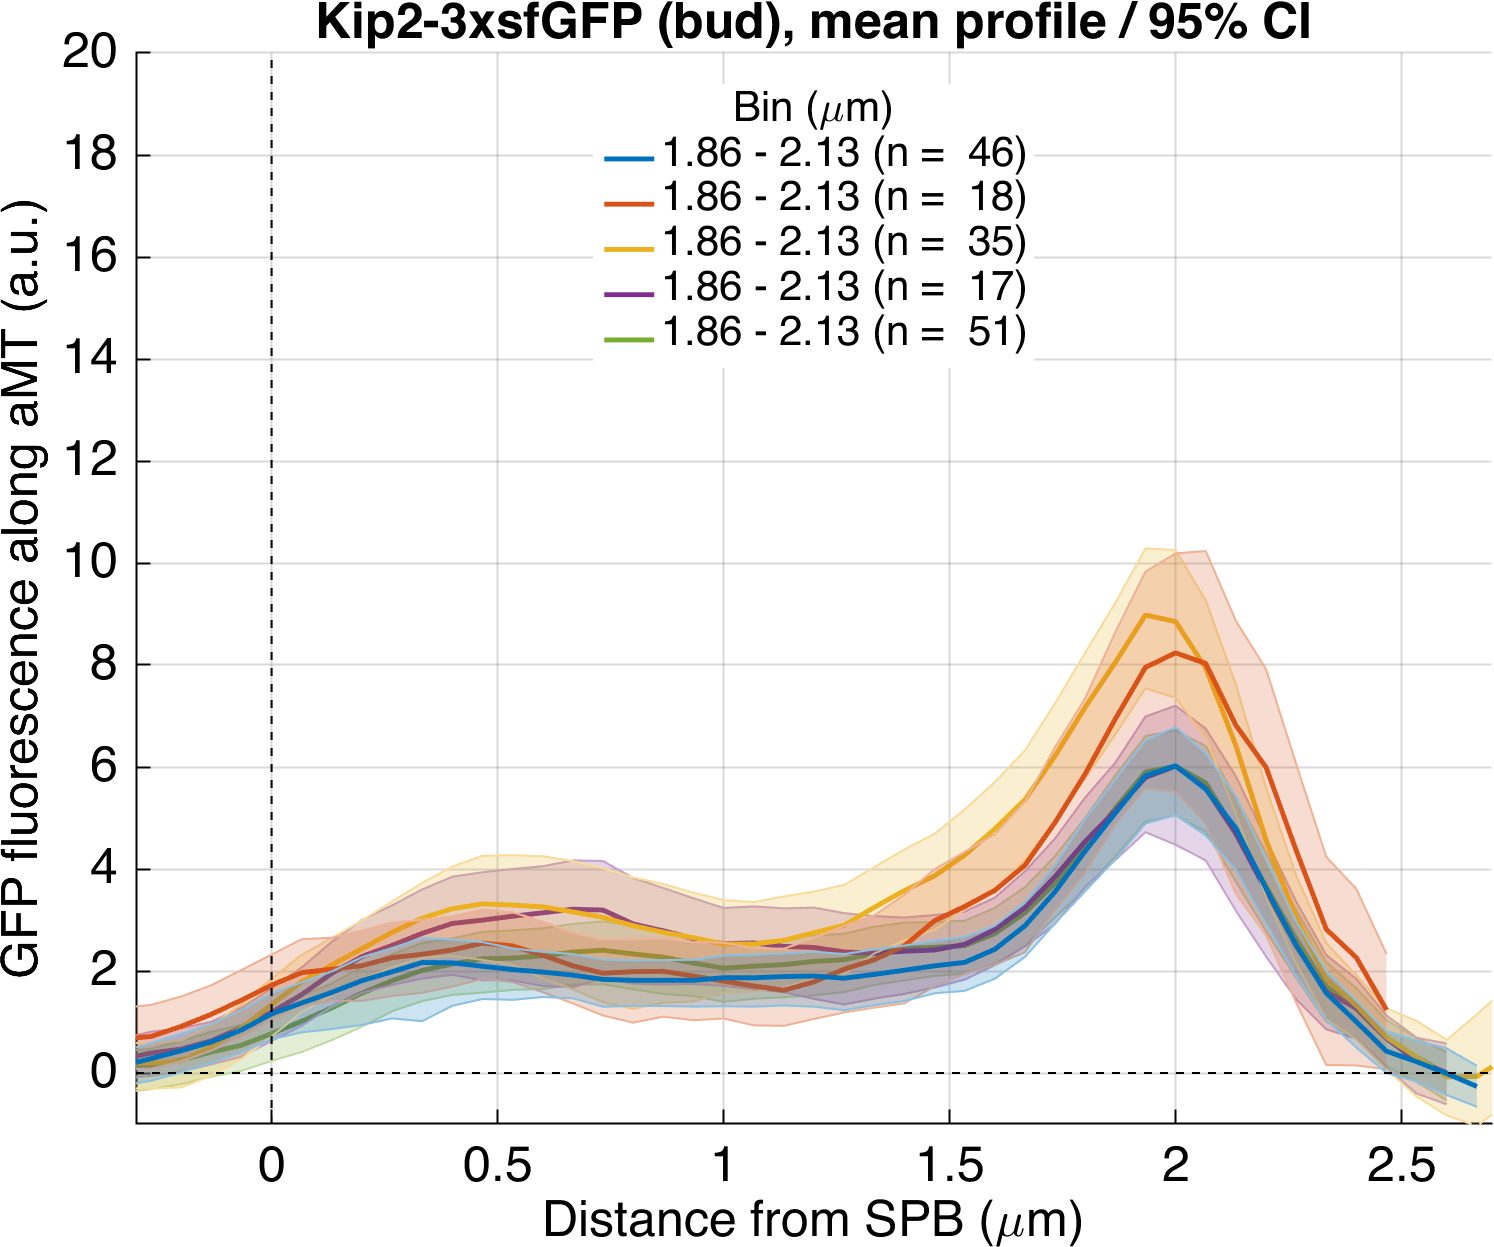 Kip2-3xsfGFP (bud), mean profile / 95% CI
GFP fluorescence along aMT (a.u.)
20
18
16
14
12
10
8
6
4
2
0
Bin (μm)
1.86 - 2.13 (n = 46)
1.86 - 2.13 (n = 18)
1.86 - 2.13 (n = 35)
1.86 - 2.13 (n = 17)
1.86 - 2.13 (n = 51)
0 0.5 1 1.5 2 2.5
Distance from SPB (μm)